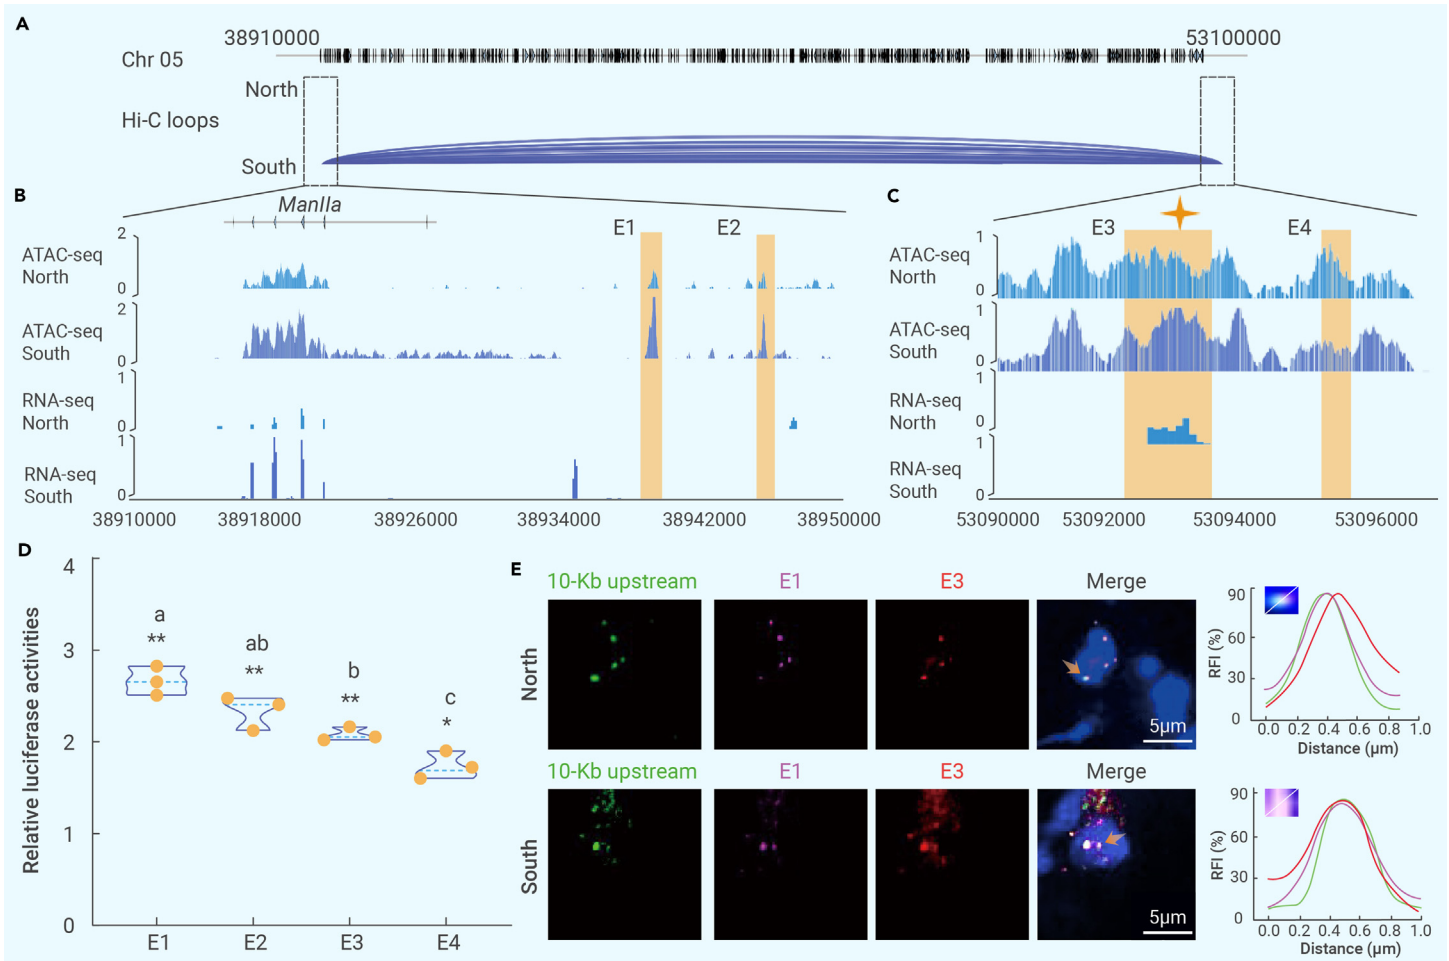 A
38910000
53100000
Chr 05
North
Hi-C loops
South
B
ManIIa
E1
E2
2
ATAC-seq
North
0
2
ATAC-seq
South
0
1
RNA-seq
North
0
1
RNA-seq
South
0
38910000 38918000 38926000 38934000 38942000 38950000
C
E3
E4
1
ATAC-seq
North
0
1
ATAC-seq
South
0
1
RNA-seq
North
0
1
RNA-seq
South
0
53090000 53092000 53094000 53096000
D
Relative luciferase activities
4
3
2
1
0
a
**
ab
**
b
**
c
*
E1 E2 E3 E4
E
10-Kb upstream E1 E3 Merge
North
5μm
RFI (%)
90
60
30
0
0.0 0.2 0.4 0.6 0.8 1.0
Distance (μm)
10-Kb upstream E1 E3 Merge
South
5μm
RFI (%)
90
60
30
0
0.0 0.2 0.4 0.6 0.8 1.0
Distance (μm)